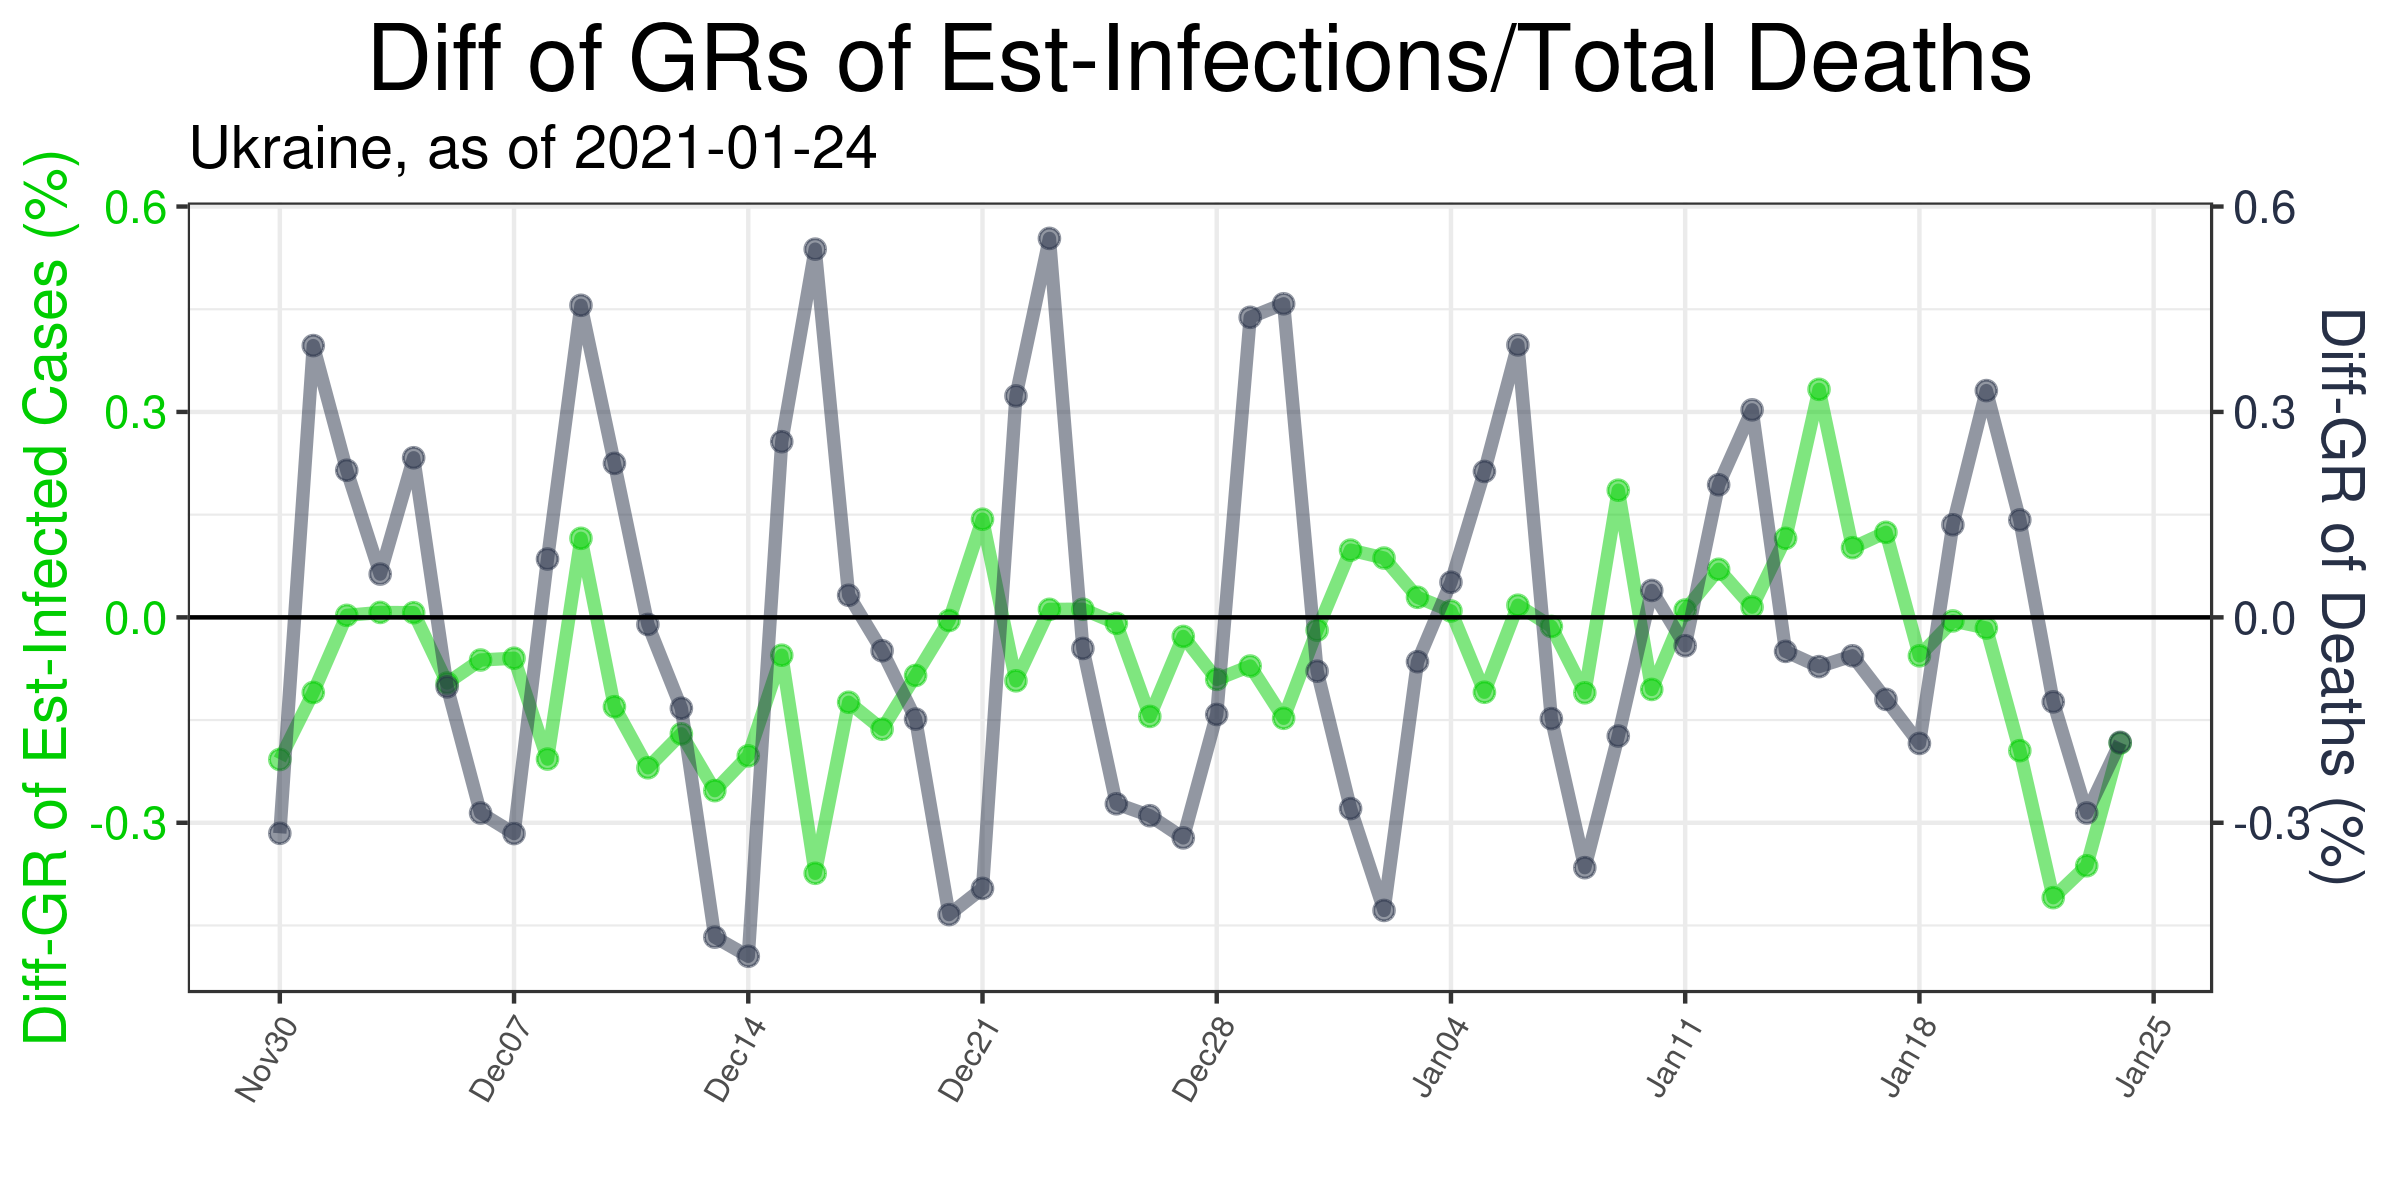 Diff of GRs of Est-Infections/Total Deaths
Ukraine, as of 2021-01-24
Diff-GR of Est-Infected Cases (%)
0.6
0.3
0.0
-0.3
0.6
0.3
0.0
-0.3
Diff-GR of Deaths (%)
Nov30
Dec07
Dec14
Dec21
Dec28
Jan04
Jan11
Jan18
Jan25